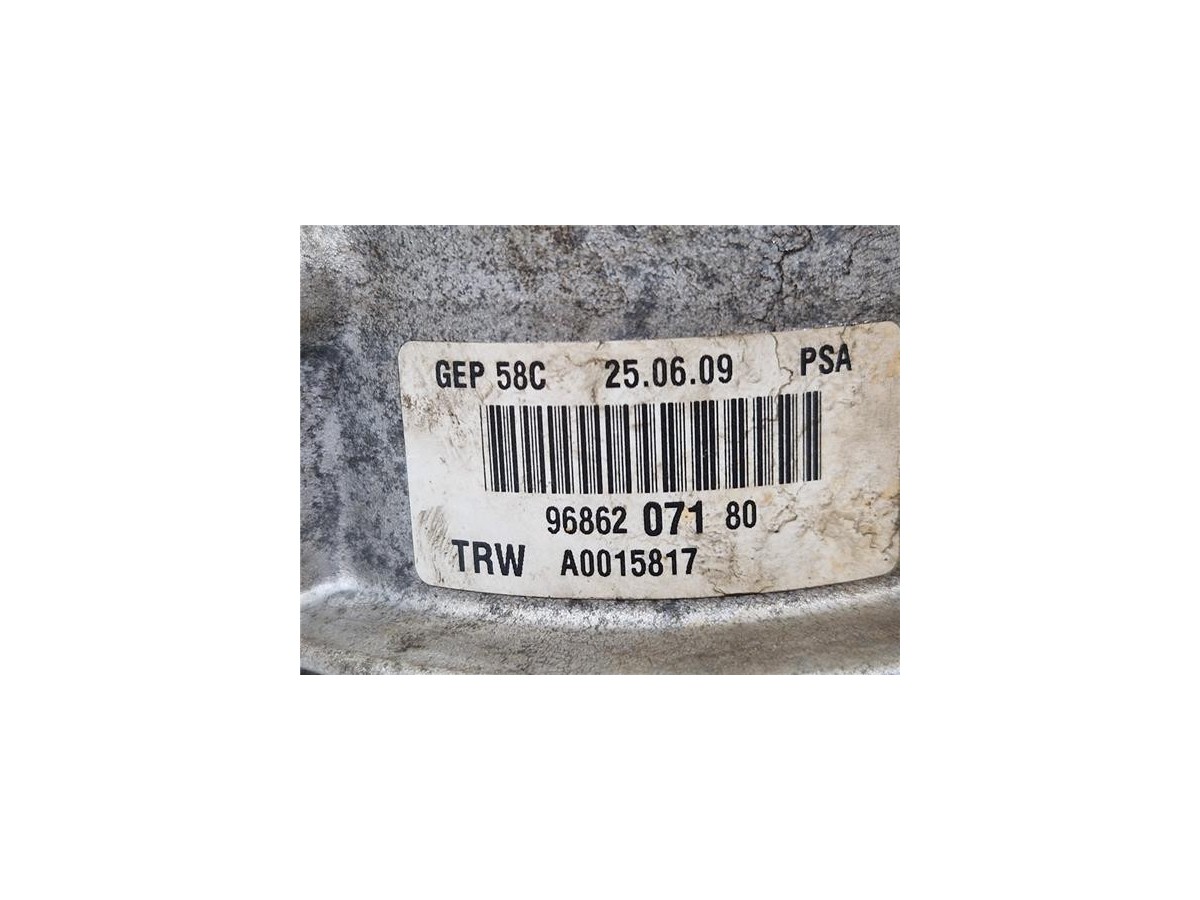 GEP 58C 25.06.09 PSA
96862 071 80
TRW A0015817